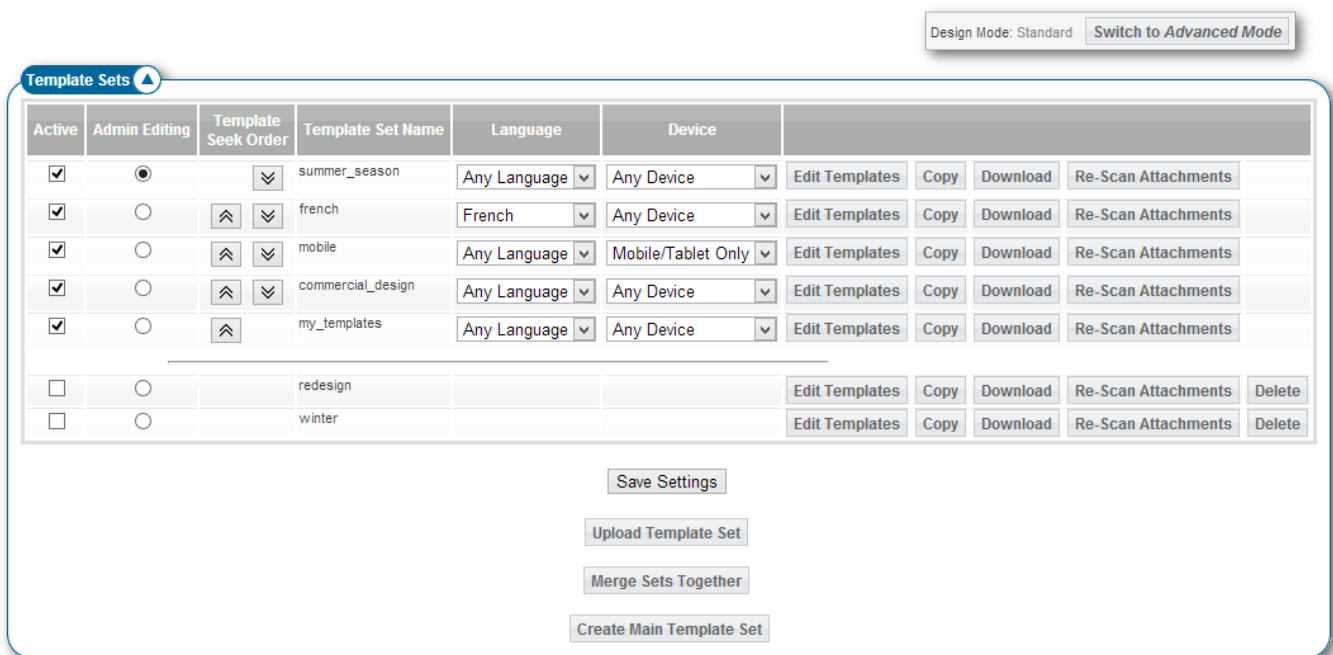 Design Mode: Standard Switch to Advanced Mode
Template Sets
Active Admin Editing Template Seek Order Template Set Name Language Device
summer_season Any Language Any Device Edit Templates Copy Download Re-Scan Attachments
french French Any Device Edit Templates Copy Download Re-Scan Attachments
mobile Any Language Mobile/Tablet Only Edit Templates Copy Download Re-Scan Attachments
commercial_design Any Language Any Device Edit Templates Copy Download Re-Scan Attachments
my_templates Any Language Any Device Edit Templates Copy Download Re-Scan Attachments
redesign Edit Templates Copy Download Re-Scan Attachments Delete
winter Edit Templates Copy Download Re-Scan Attachments Delete
Save Settings
Upload Template Set
Merge Sets Together
Create Main Template Set